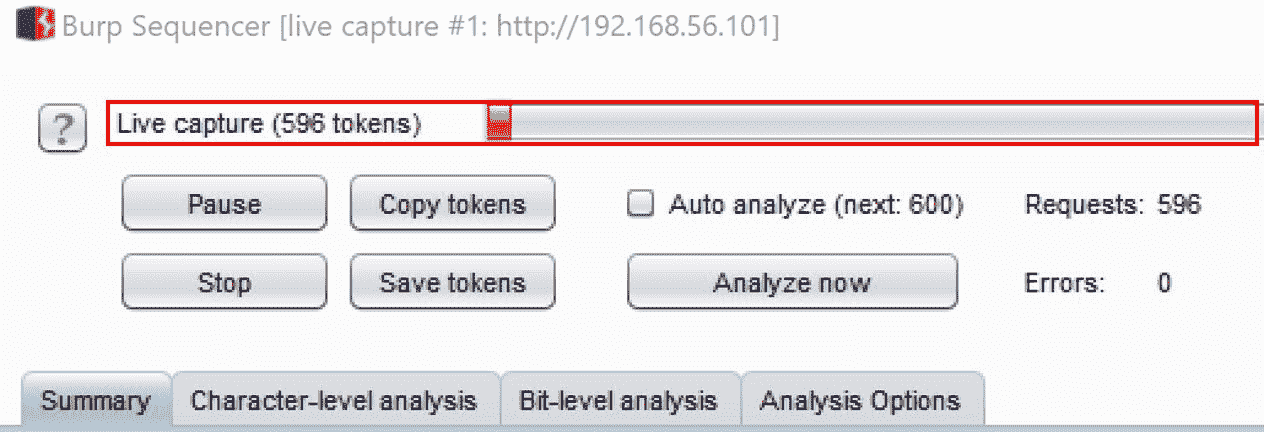 Burp Sequencer [live capture #1: http://192.168.56.101]
? Live capture (596 tokens)
Pause Copy tokens Auto analyze (next: 600) Requests: 596
Stop Save tokens Analyze now Errors: 0
Summary Character-level analysis Bit-level analysis Analysis Options